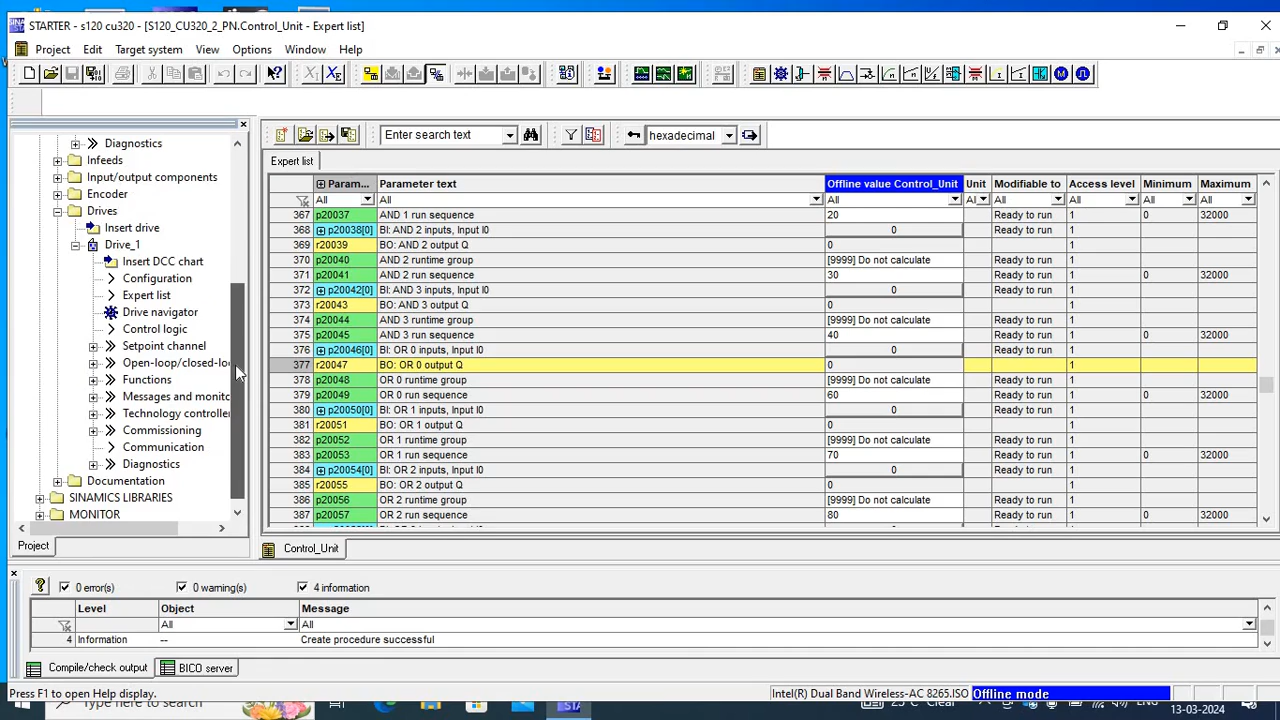 STARTER - s120 cu320 - [S120_CU320_2_PN.Control_Unit - Expert list]
Project Edit Target system View Options Window Help
Enter search text
hexadecimal
Expert list
Param... Parameter text Offline value Control_Unit Unit Modifiable to Access level Minimum Maximum
All All All Al All All All All
367 p20037 AND 1 run sequence 20 Ready to run 1 0 32000
368 p20038[0] BI: AND 2 inputs, Input I0 0 Ready to run 1
369 r20039 BO: AND 2 output Q 0 1
370 p20040 AND 2 runtime group [9999] Do not calculate Ready to run 1
371 p20041 AND 2 run sequence 30 Ready to run 1 0 32000
372 p20042[0] BI: AND 3 inputs, Input I0 0 Ready to run 1
373 r20043 BO: AND 3 output Q 0 1
374 p20044 AND 3 runtime group [9999] Do not calculate Ready to run 1
375 p20045 AND 3 run sequence 40 Ready to run 1 0 32000
376 p20046[0] BI: OR 0 inputs, Input I0 0 Ready to run 1
377 r20047 BO: OR 0 output Q 0 1
378 p20048 OR 0 runtime group [9999] Do not calculate Ready to run 1
379 p20049 OR 0 run sequence 60 Ready to run 1 0 32000
380 p20050[0] BI: OR 1 inputs, Input I0 0 Ready to run 1
381 r20051 BO: OR 1 output Q 0 1
382 p20052 OR 1 runtime group [9999] Do not calculate Ready to run 1
383 p20053 OR 1 run sequence 70 Ready to run 1 0 32000
384 p20054[0] BI: OR 2 inputs, Input I0 0 Ready to run 1
385 r20055 BO: OR 2 output Q 0 1
386 p20056 OR 2 runtime group [9999] Do not calculate Ready to run 1
387 p20057 OR 2 run sequence 80 Ready to run 1 0 32000
Diagnostics
Infeeds
Input/output components
Encoder
Drives
Insert drive
Drive_1
Insert DCC chart
Configuration
Expert list
Drive navigator
Control logic
Setpoint channel
Open-loop/closed-loo
Functions
Messages and monito
Technology controlle
Commissioning
Communication
Diagnostics
Documentation
SINAMICS LIBRARIES
MONITOR
Project
Control_Unit
0 error(s) 0 warning(s) 4 information
Level Object Message
All All
4 Information -- Create procedure successful
Compile/check output BICO server
Press F1 to open Help display. Intel(R) Dual Band Wireless-AC 8265.ISO Offline mode
Type here to search 25°C Clear ENG 13-03-2024